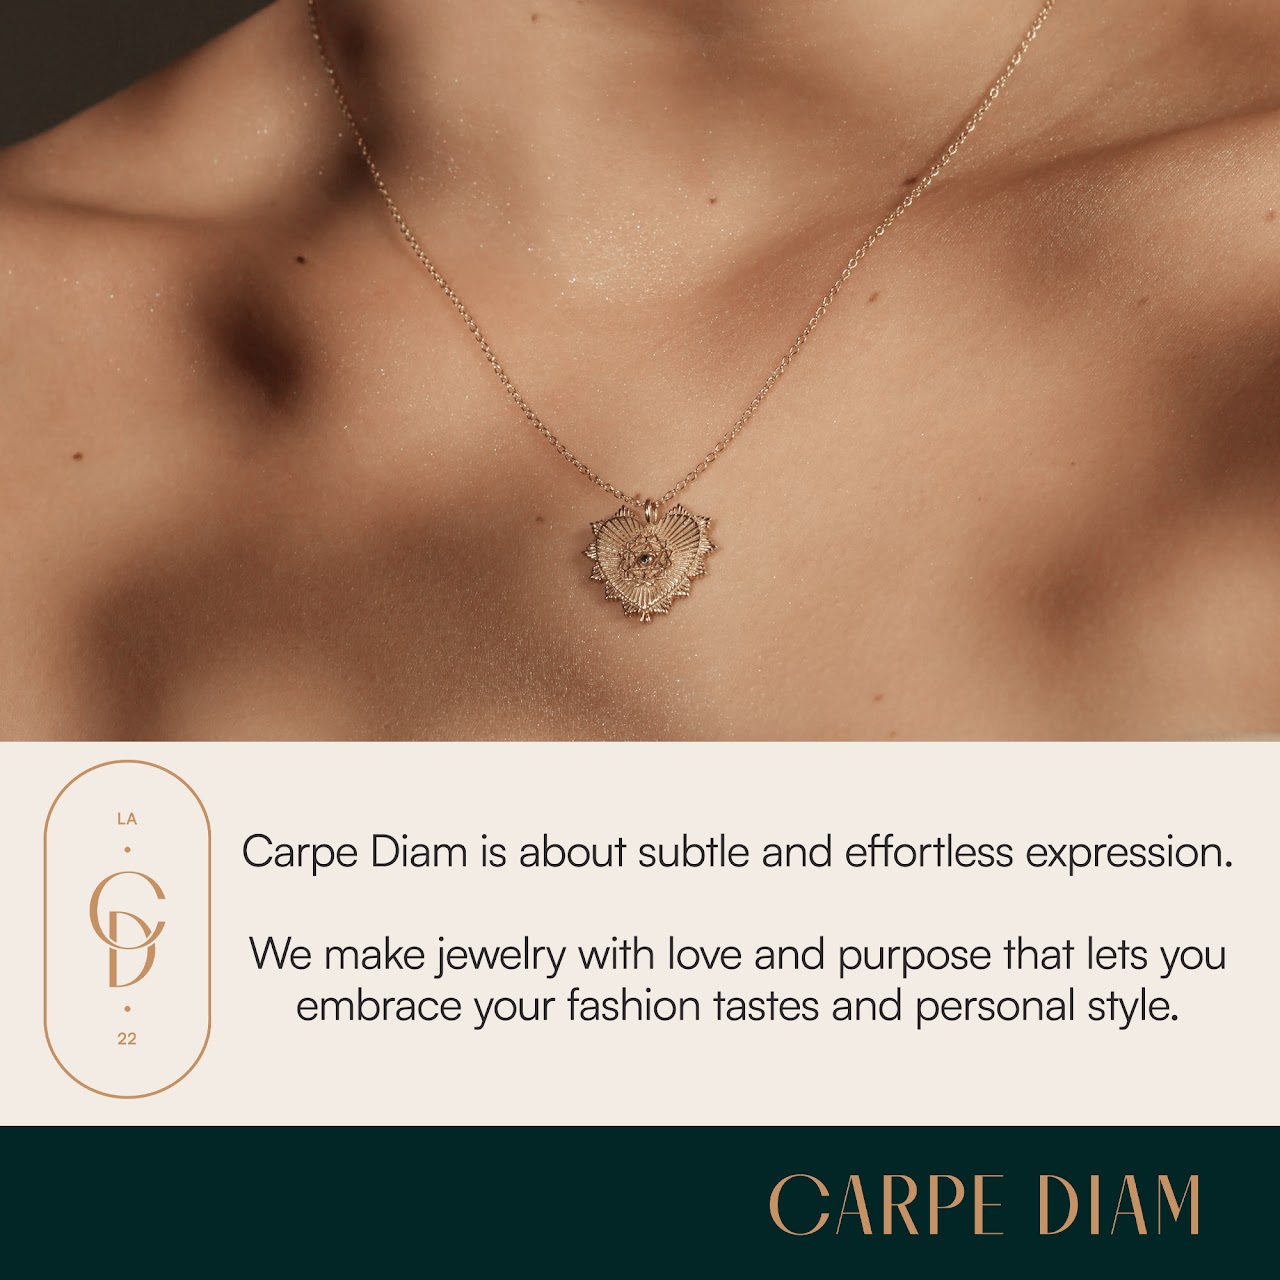 LA
CD
22
Carpe Diam is about subtle and effortless expression.
We make jewelry with love and purpose that lets you
embrace your fashion tastes and personal style.
CARPE DIAM